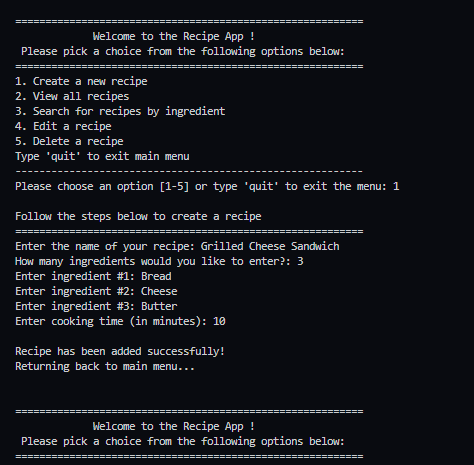 ==========================================================
Welcome to the Recipe App !
Please pick a choice from the following options below:
==========================================================
1. Create a new recipe
2. View all recipes
3. Search for recipes by ingredient
4. Edit a recipe
5. Delete a recipe
Type 'quit' to exit main menu
----------------------------------------------------------
Please choose an option [1-5] or type 'quit' to exit the menu: 1
Follow the steps below to create a recipe
==========================================================
Enter the name of your recipe: Grilled Cheese Sandwich
How many ingredients would you like to enter?: 3
Enter ingredient #1: Bread
Enter ingredient #2: Cheese
Enter ingredient #3: Butter
Enter cooking time (in minutes): 10
Recipe has been added successfully!
Returning back to main menu...
==========================================================
Welcome to the Recipe App !
Please pick a choice from the following options below:
==========================================================